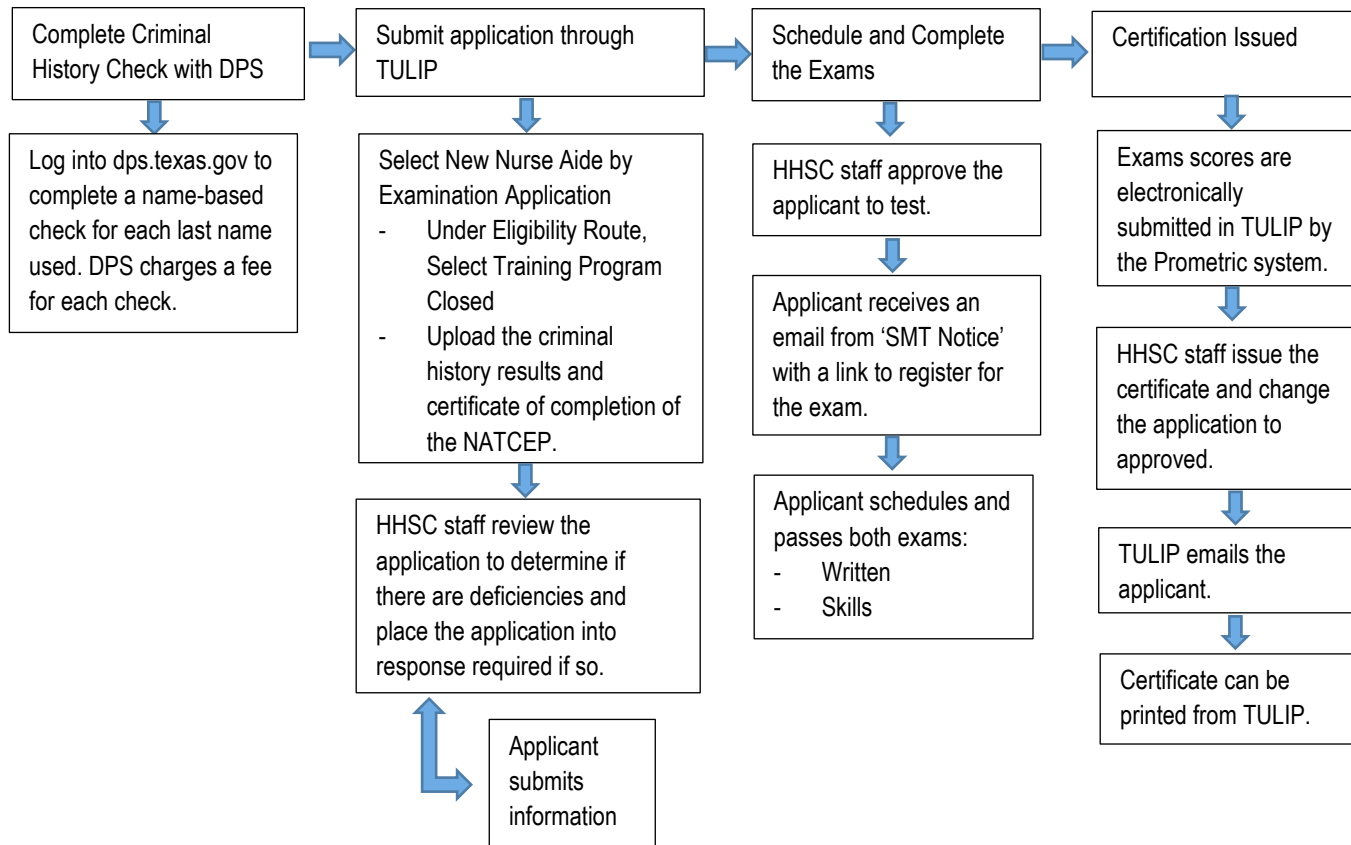 Complete Criminal
History Check with DPS
Log into dps.texas.gov to
complete a name-based
check for each last name
used. DPS charges a fee
for each check.
Submit application through
TULIP
Select New Nurse Aide by
Examination Application
- Under Eligibility Route,
Select Training Program
Closed
- Upload the criminal
history results and
certificate of completion of
the NATCEP.
HHSC staff review the
application to determine if
there are deficiencies and
place the application into
response required if so.
Applicant
submits
information
Schedule and Complete
the Exams
HHSC staff approve the
applicant to test.
Applicant receives an
email from ‘SMT Notice’
with a link to register for
the exam.
Applicant schedules and
passes both exams:
- Written
- Skills
Certification Issued
Exams scores are
electronically
submitted in TULIP by
the Prometric system.
HHSC staff issue the
certificate and change
the application to
approved.
TULIP emails the
applicant.
Certificate can be
printed from TULIP.